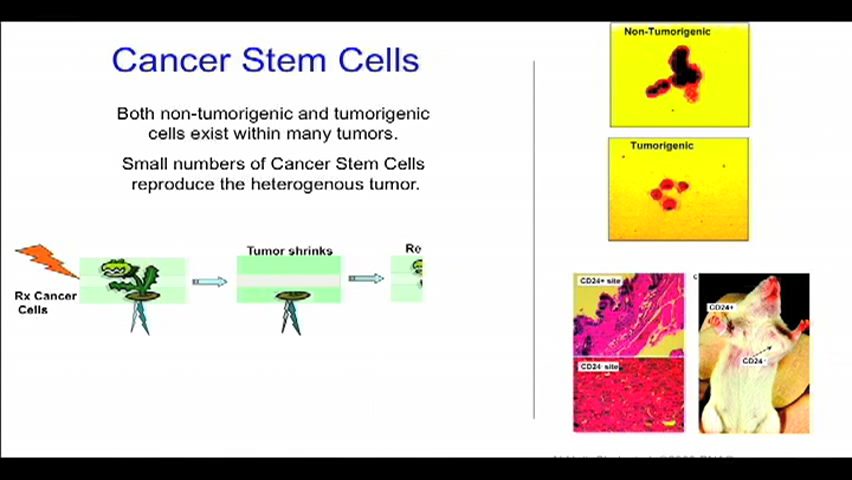 Cancer Stem Cells
Both non-tumorigenic and tumorigenic
cells exist within many tumors.
Small numbers of Cancer Stem Cells
reproduce the heterogenous tumor.
Rx Cancer
Cells
Tumor shrinks
Re
Non-Tumorigenic
Tumorigenic
CD24+ site
CD24- site
CD24+
CD24-